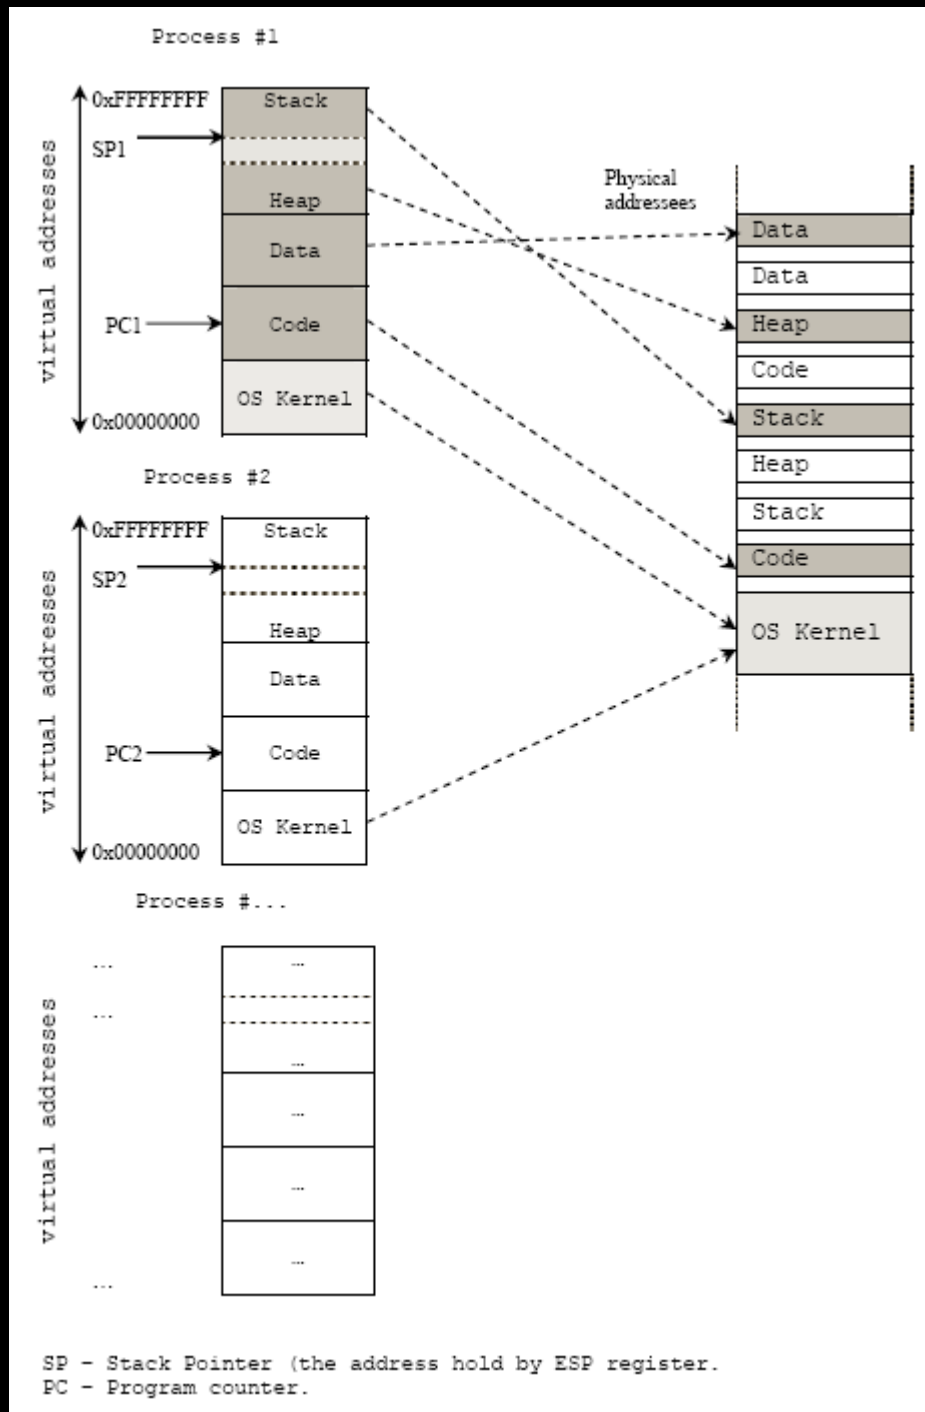 Process #1
0xFFFFFFFF
Stack
SP1
Heap
Data
PC1
Code
OS Kernel
0x00000000
virtual addresses
Physical
addressees
Data
Data
Heap
Code
Stack
Heap
Stack
Code
OS Kernel
Process #2
0xFFFFFFFF
Stack
SP2
Heap
Data
PC2
Code
OS Kernel
0x00000000
virtual addresses
Process #...
...
...
...
...
...
...
...
...
virtual addresses
SP - Stack Pointer (the address hold by ESP register.
PC - Program counter.